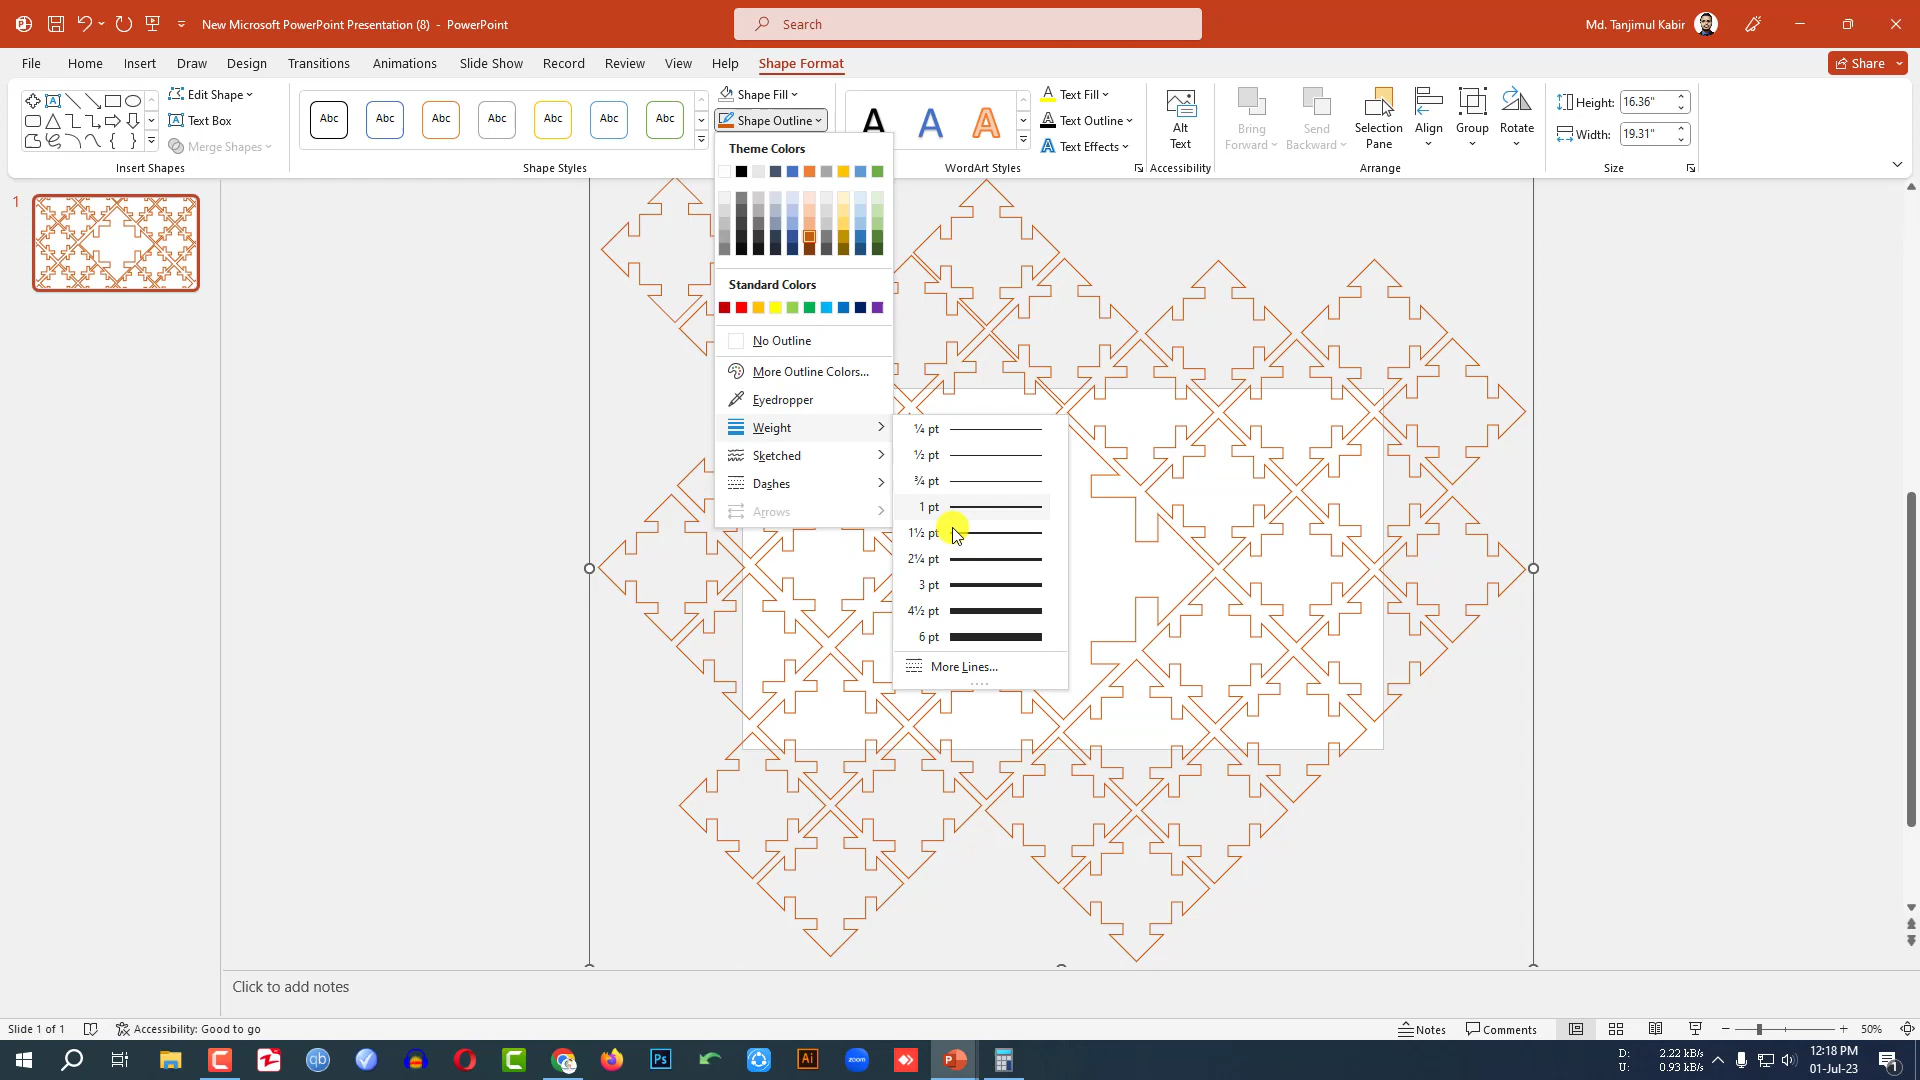 New Microsoft PowerPoint Presentation (8) - PowerPoint
Search
Md. Tanjimul Kabir
File Home Insert Draw Design Transitions Animations Slide Show Record Review View Help Shape Format
Share
Edit Shape
Text Box
Merge Shapes
Insert Shapes
Abc Abc Abc Abc Abc Abc Abc
Shape Styles
Shape Fill
Shape Outline
A A A
WordArt Styles
Text Fill
Text Outline
Text Effects
Alt Text
Accessibility
Bring Forward
Send Backward
Selection Pane
Align
Group
Rotate
Arrange
Height: 16.36"
Width: 19.31"
Size
1
Theme Colors
Standard Colors
No Outline
More Outline Colors...
Eyedropper
Weight
Sketched
Dashes
Arrows
¼ pt
½ pt
¾ pt
1 pt
1½ pt
2¼ pt
3 pt
4½ pt
6 pt
More Lines...
Click to add notes
Slide 1 of 1
Accessibility: Good to go
Notes
Comments
50%
D: 2.22 kB/s
U: 0.93 kB/s
12:18 PM
01-Jul-23
qb
Ps
Ai
zoom
1